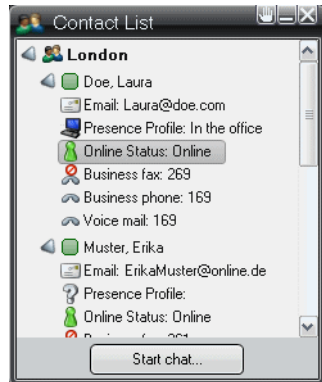 Contact List
London
Doe, Laura
Email: Laura@doe.com
Presence Profile: In the office
Online Status: Online
Business fax: 269
Business phone: 169
Voice mail: 169
Muster, Erika
Email: ErikaMuster@online.de
Presence Profile:
Online Status: Online
Start chat...